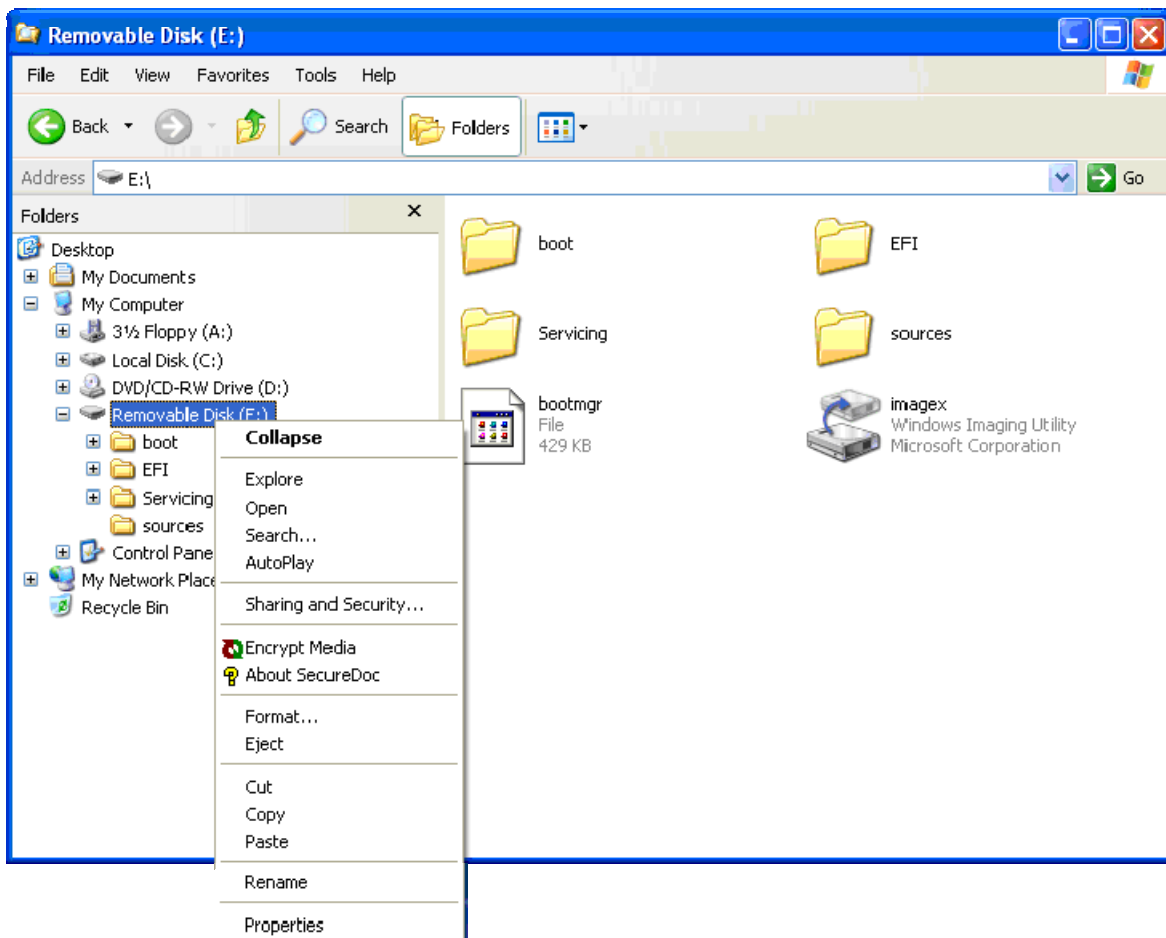 Removable Disk (E:)
File Edit View Favorites Tools Help
Back Search Folders
Address E:\ Go
Folders
Desktop
My Documents
My Computer
3½ Floppy (A:)
Local Disk (C:)
DVD/CD-RW Drive (D:)
Removable Disk (E:)
boot
EFI
Servicing
sources
Control Pane
My Network Place
Recycle Bin
Collapse
Explore
Open
Search...
AutoPlay
Sharing and Security...
Encrypt Media
About SecureDoc
Format...
Eject
Cut
Copy
Paste
Rename
Properties
boot
EFI
Servicing
sources
bootmgr
File
429 KB
imagex
Windows Imaging Utility
Microsoft Corporation